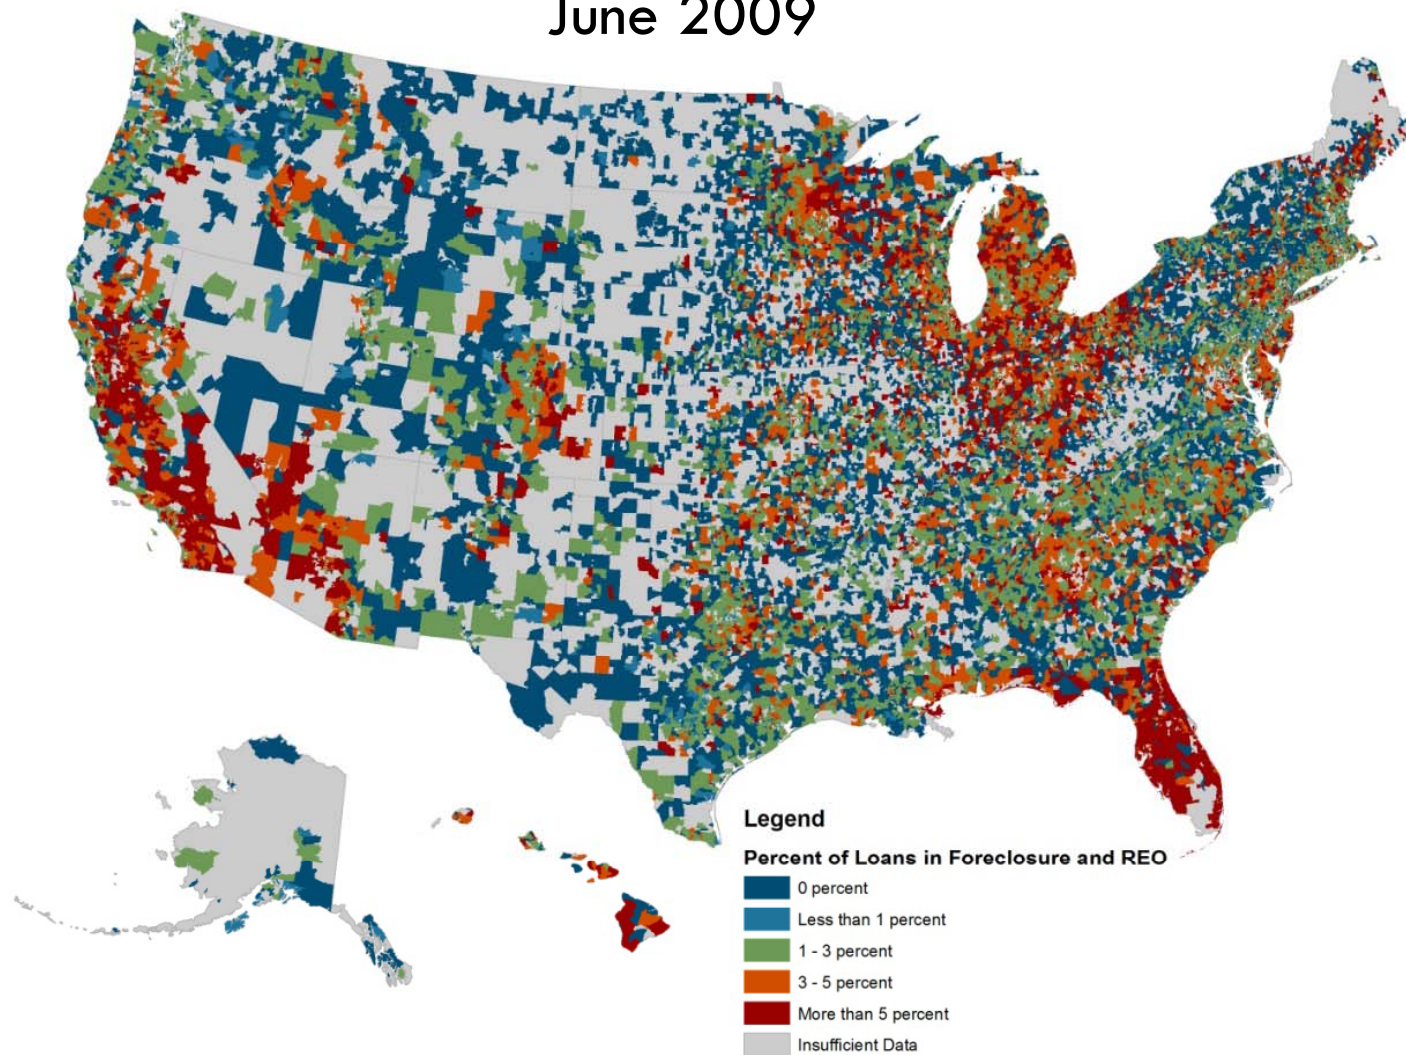 June 2009
Legend
Percent of Loans in Foreclosure and REO
0 percent
Less than 1 percent
1 - 3 percent
3 - 5 percent
More than 5 percent
Insufficient Data